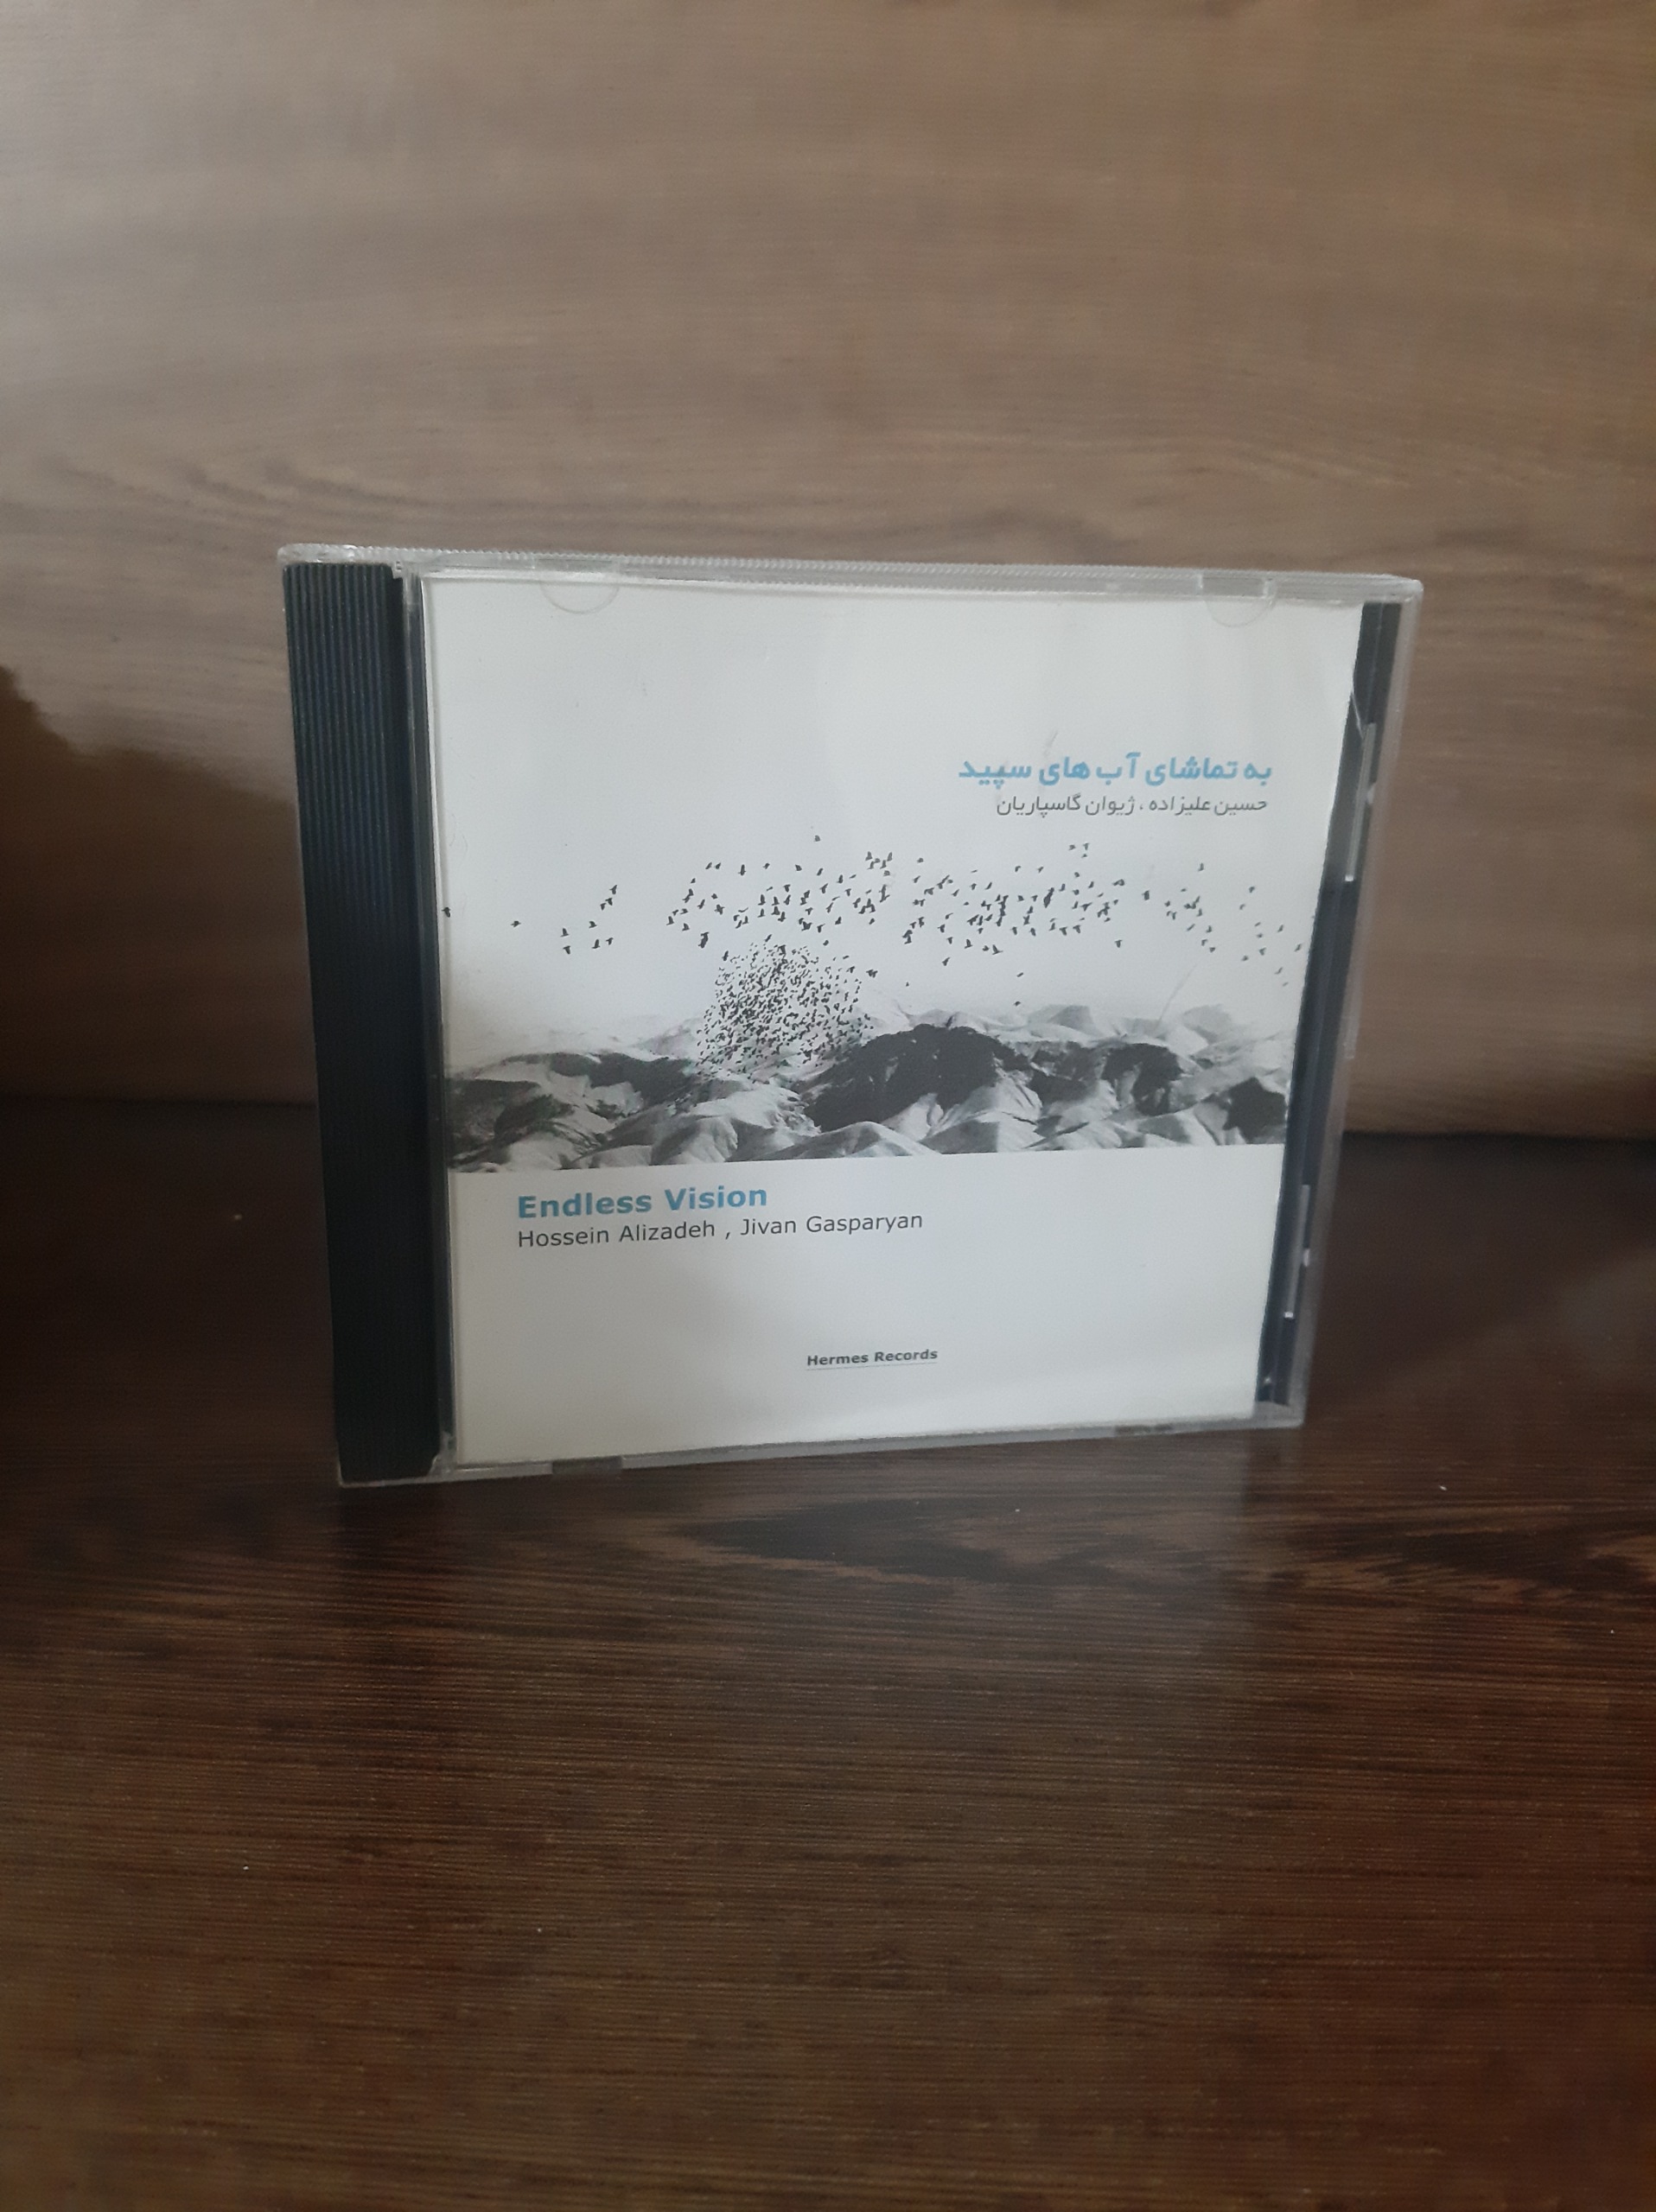 به تماشای آب های سپید
حسین علیزاده ، ژیوان گاسپاریان
Endless Vision
Hossein Alizadeh , Jivan Gasparyan
Hermes Records